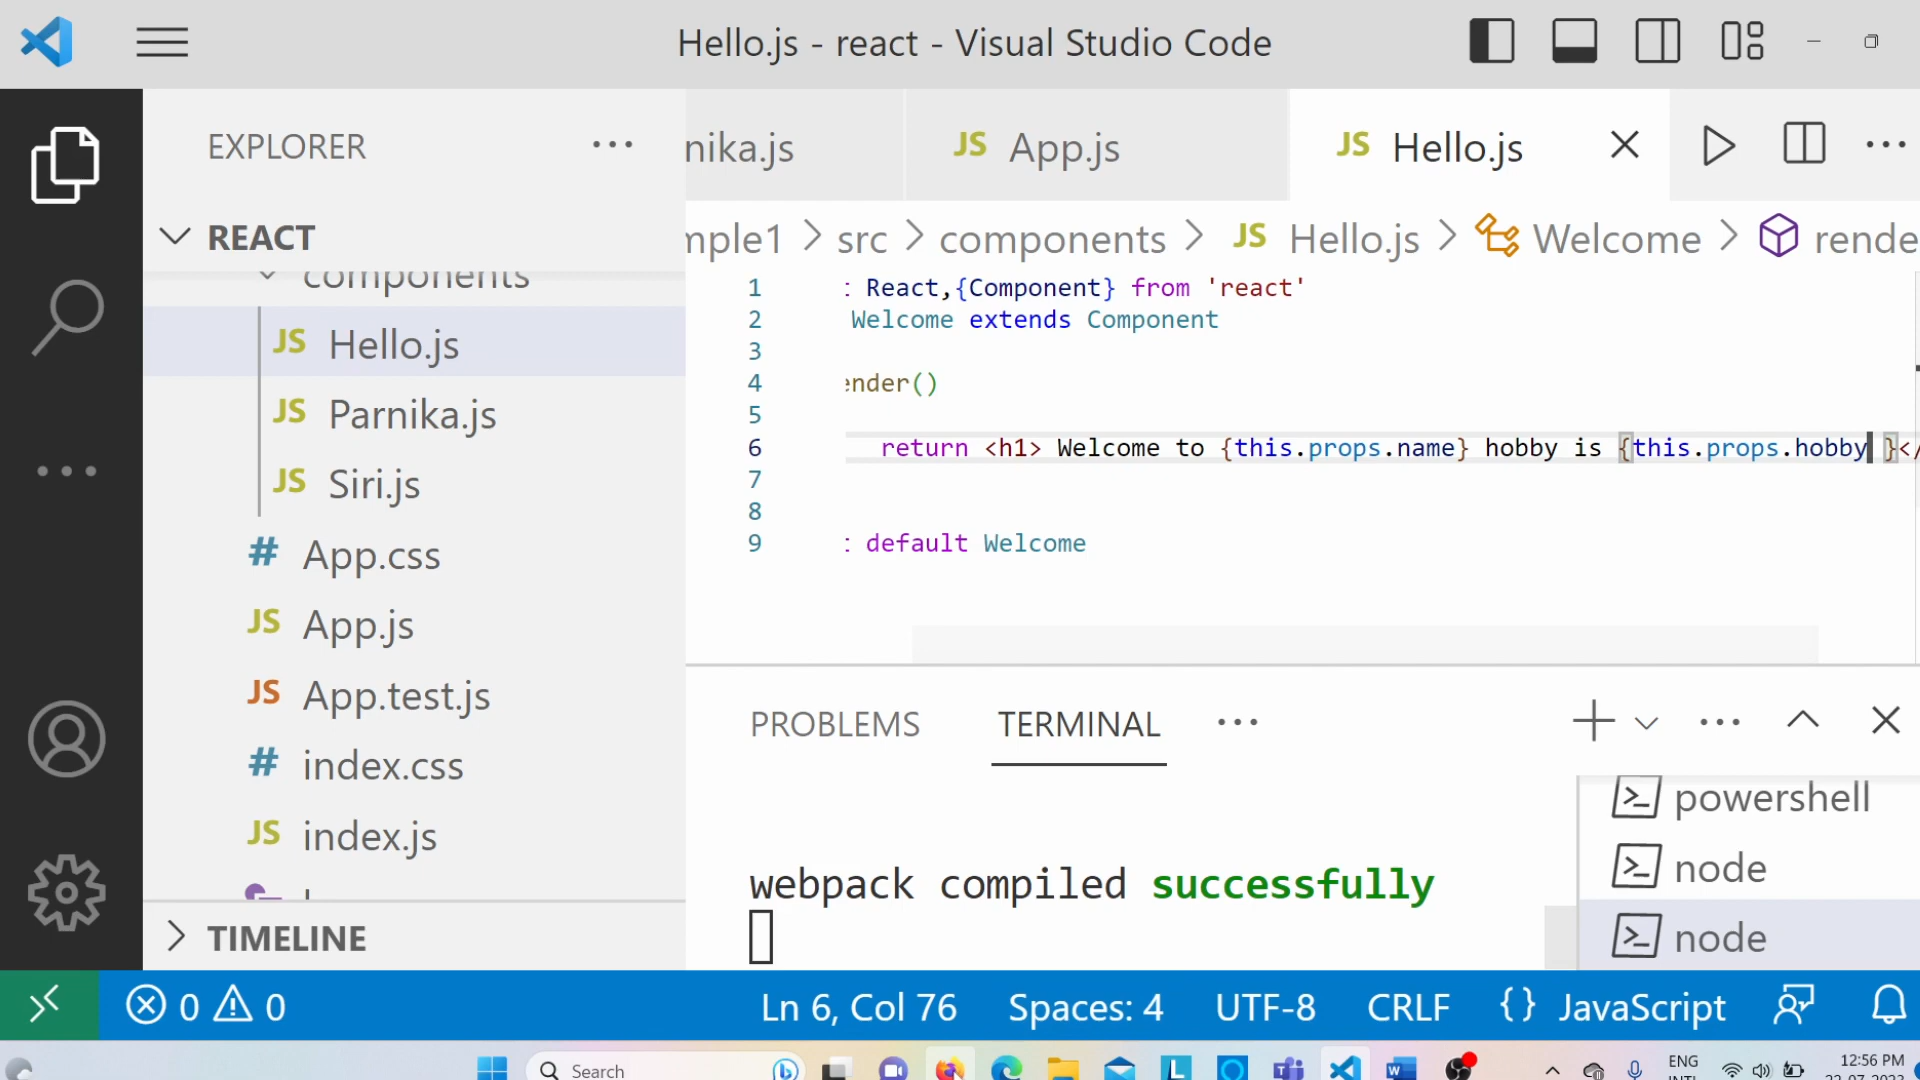 Hello.js - react - Visual Studio Code
EXPLORER
REACT
components
JS Hello.js
JS Parnika.js
JS Siri.js
# App.css
JS App.js
JS App.test.js
# index.css
JS index.js
TIMELINE
nika.js
JS App.js
JS Hello.js
mple1 > src > components > JS Hello.js > Welcome > rende
1 : React,{Component} from 'react'
2 Welcome extends Component
3
4 ender()
5
6 return <h1> Welcome to {this.props.name} hobby is {this.props.hobby }</
7
8
9 : default Welcome
PROBLEMS
TERMINAL
webpack compiled successfully
powershell
node
node
0 0
Ln 6, Col 76
Spaces: 4
UTF-8
CRLF
{} JavaScript
Search
ENG
12:56 PM